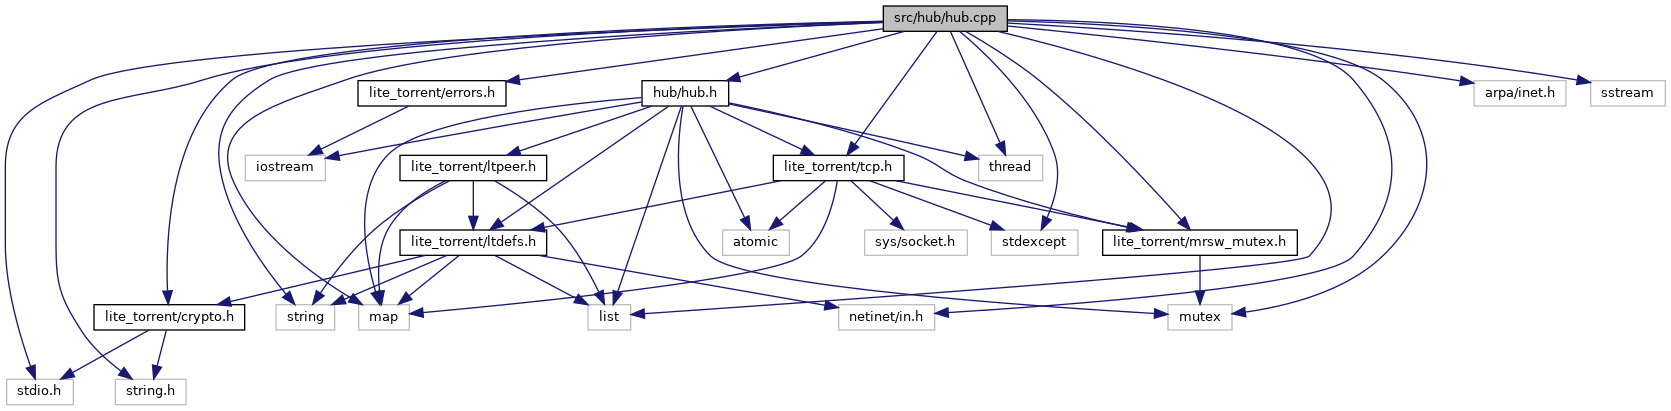 src/hub/hub.cpp
lite_torrent/errors.h
hub/hub.h
arpa/inet.h
sstream
iostream
lite_torrent/ltpeer.h
lite_torrent/tcp.h
thread
lite_torrent/ltdefs.h
atomic
sys/socket.h
stdexcept
lite_torrent/mrsw_mutex.h
lite_torrent/crypto.h
string
map
list
netinet/in.h
mutex
stdio.h
string.h